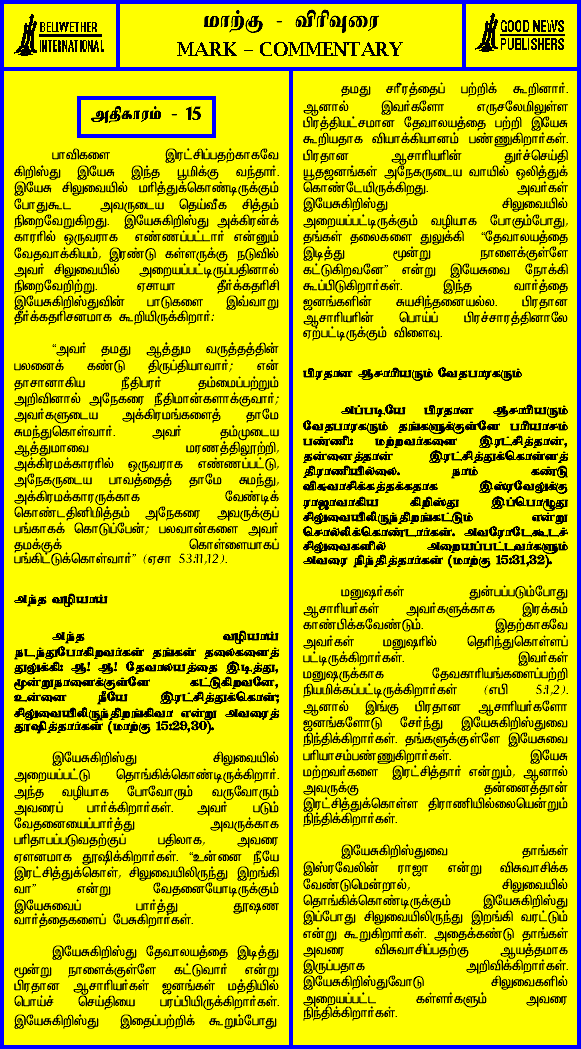 BELLWETHER
INTERNATIONAL
மாற்கு - விரிவுரை
MARK – COMMENTARY
GOOD NEWS
PUBLISHERS
அதிகாரம் - 15
பாவிகளை இரட்சிப்பதற்காகவே
கிறிஸ்து இயேசு இந்த பூமிக்கு வந்தார்.
இயேசு சிலுவையில் மரித்துக்கொண்டிருக்கும்
போதுகூட அவருடைய தெய்வீக சித்தம்
நிறைவேறுகிறது. இயேசுகிறிஸ்து அக்கிரன்க்
காரரில் ஒருவராக எண்ணப்பட்டார் என்னும்
வேதவாக்கியம், இரண்டு கள்ளருக்கு நடுவில்
அவர் சிலுவையில் அறையப்பட்டிருப்பதினால்
நிறைவேறிற்று. ஏசாயா தீர்க்கதரிசி
இயேசுகிறிஸ்துவின் பாடுகளை இவ்வாறு
தீர்க்கதரிசனமாக கூறியிருக்கிறார்:
“அவர் தமது ஆத்தும வருத்தத்தின்
பலனைக் கண்டு திருப்தியாவார்; என்
தாசனாகிய நீதிபரர் தம்மைப்பற்றும்
அறிவினால் அநேகரை நீதிமான்களாக்குவார்;
அவர்களுடைய அக்கிரமங்களைத் தாமே
சுமந்துகொள்வார். அவர் தம்முடைய
ஆத்துமாவை மரணத்திலூற்றி,
அக்கிரமக்காரரில் ஒருவராக எண்ணப்பட்டு,
அநேகருடைய பாவத்தைத் தாமே சுமந்து,
அக்கிரமக்காரருக்காக வேண்டிக்
கொண்டதினிமித்தம் அநேகரை அவருக்குப்
பங்காகக் கொடுப்பேன்; பலவான்களை அவர்
தமக்குக் கொள்ளையாகப்
பங்கிட்டுக்கொள்வார்” (ஏசா 53:11,12).
அந்த வழியாய்
அந்த வழியாய்
நடந்துபோகிறவர்கள் தங்கள் தலைகளைத்
துலுக்கி: ஆ! ஆ! தேவாலயத்தை இடித்து,
மூன்றுநாளைக்குள்ளே கட்டுகிறவனே,
உன்னை நீயே இரட்சித்துக்கொள்;
சிலுவையிலிருந்திறங்கிவா என்று அவரைத்
தூஷித்தார்கள் (மாற்கு 15:29,30).
இயேசுகிறிஸ்து சிலுவையில்
அறையப்பட்டு தொங்கிக்கொண்டிருக்கிறார்.
அந்த வழியாக போவோரும் வருவோரும்
அவரைப் பார்க்கிறார்கள். அவர் படும்
வேதனையைப்பார்த்து அவருக்காக
பரிதாபப்படுவதற்குப் பதிலாக, அவரை
ஏளனமாக தூஷிக்கிறார்கள். “உன்னை நீயே
இரட்சித்துக்கொள், சிலுவையிலிருந்து இறங்கி
வா” என்று வேதனையோடிருக்கும்
இயேசுவைப் பார்த்து தூஷண
வார்த்தைகளைப் பேசுகிறார்கள்.
இயேசுகிறிஸ்து தேவாலயத்தை இடித்து
மூன்று நாளைக்குள்ளே கட்டுவார் என்று
பிரதான ஆசாரியர்கள் ஜனங்கள் மத்தியில்
பொய்ச் செய்தியை பரப்பியிருக்கிறார்கள்.
இயேசுகிறிஸ்து இதைப்பற்றிக் கூறும்போது
தமது சரீரத்தைப் பற்றிக் கூறினார்.
ஆனால் இவர்களோ எருசலேமிலுள்ள
பிரத்தியட்சமான தேவாலயத்தை பற்றி இயேசு
கூறியதாக வியாக்கியானம் பண்ணுகிறார்கள்.
பிரதான ஆசாரியரின் துர்ச்செய்தி
யூதஜனங்கள் அநேகருடைய வாயில் ஒலித்துக்
கொண்டேயிருக்கிறது. அவர்கள்
இயேசுகிறிஸ்து சிலுவையில்
அறையப்பட்டிருக்கும் வழியாக போகும்போது,
தங்கள் தலைகளை துலுக்கி “தேவாலயத்தை
இடித்து மூன்று நாளைக்குள்ளே
கட்டுகிறவனே” என்று இயேசுவை நோக்கி
கூப்பிடுகிறார்கள். இந்த வார்த்தை
ஜனங்களின் சுயசிந்தனையல்ல. பிரதான
ஆசாரியரின் பொய்ப் பிரச்சாரத்தினாலே
ஏற்பட்டிருக்கும் விளைவு.
பிரதான ஆசாரியரும் வேதபாரகரும்
அப்படியே பிரதான ஆசாரியரும்
வேதபாரகரும் தங்களுக்குள்ளே பரியாசம்
பண்ணி: மற்றவர்களை இரட்சித்தான்,
தன்னைத்தான் இரட்சித்துக்கொள்ளத்
திராணியில்லை. நாம் கண்டு
விசுவாசிக்கத்தக்கதாக இஸ்ரவேலுக்கு
ராஜாவாகிய கிறிஸ்து இப்பொழுது
சிலுவையிலிருந்திறங்கட்டும் என்று
சொல்லிக்கொண்டார்கள். அவரோடேகூடச்
சிலுவைகளில் அறையப்பட்டவர்களும்
அவரை நிந்தித்தார்கள் (மாற்கு 15:31,32).
மனுஷர்கள் துன்பப்படும்போது
ஆசாரியர்கள் அவர்களுக்காக இரக்கம்
காண்பிக்கவேண்டும். இதற்காகவே
அவர்கள் மனுஷரில் தெரிந்துகொள்ளப்
பட்டிருக்கிறார்கள். இவர்கள்
மனுஷருக்காக தேவகாரியங்களைப்பற்றி
நியமிக்கப்பட்டிருக்கிறார்கள் (எபி 5:1,2).
ஆனால் இங்கு பிரதான ஆசாரியர்களோ
ஜனங்களோடு சேர்ந்து இயேசுகிறிஸ்துவை
நிந்திக்கிறார்கள். தங்களுக்குள்ளே இயேசுவை
பரியாசம்பண்ணுகிறார்கள். இயேசு
மற்றவர்களை இரட்சித்தார் என்றும், ஆனால்
அவருக்கு தன்னைத்தான்
இரட்சித்துக்கொள்ள திராணியில்லையென்றும்
நிந்திக்கிறார்கள்.
இயேசுகிறிஸ்துவை தாங்கள்
இஸ்ரவேலின் ராஜா என்று விசுவாசிக்க
வேண்டுமென்றால், சிலுவையில்
தொங்கிக்கொண்டிருக்கும் இயேசுகிறிஸ்து
இப்போது சிலுவையிலிருந்து இறங்கி வரட்டும்
என்று கூறுகிறார்கள். அதைக்கண்டு தாங்கள்
அவரை விசுவாசிப்பதற்கு ஆயத்தமாக
இருப்பதாக அறிவிக்கிறார்கள்.
இயேசுகிறிஸ்துவோடு சிலுவைகளில்
அறையப்பட்ட கள்ளர்களும் அவரை
நிந்திக்கிறார்கள்.